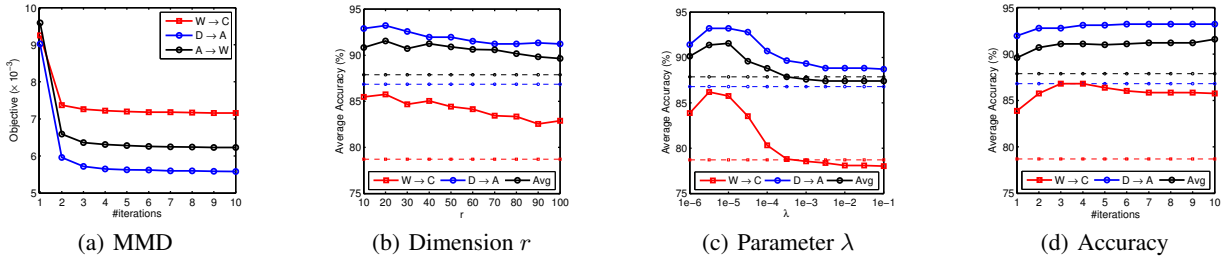 10
9
8
7
6
5
Objective (× 10⁻³)
W → C
D → A
A → W
1 2 3 4 5 6 7 8 9 10
#iterations
(a) MMD
95
90
85
80
75
Average Accuracy (%)
W → C D → A Avg
10 20 30 40 50 60 70 80 90 100
r
(b) Dimension r
95
90
85
80
75
Average Accuracy (%)
W → C D → A Avg
1e−6 1e−5 1e−4 1e−3 1e−2 1e−1
λ
(c) Parameter λ
95
90
85
80
75
Average Accuracy (%)
W → C D → A Avg
1 2 3 4 5 6 7 8 9 10
#iterations
(d) Accuracy